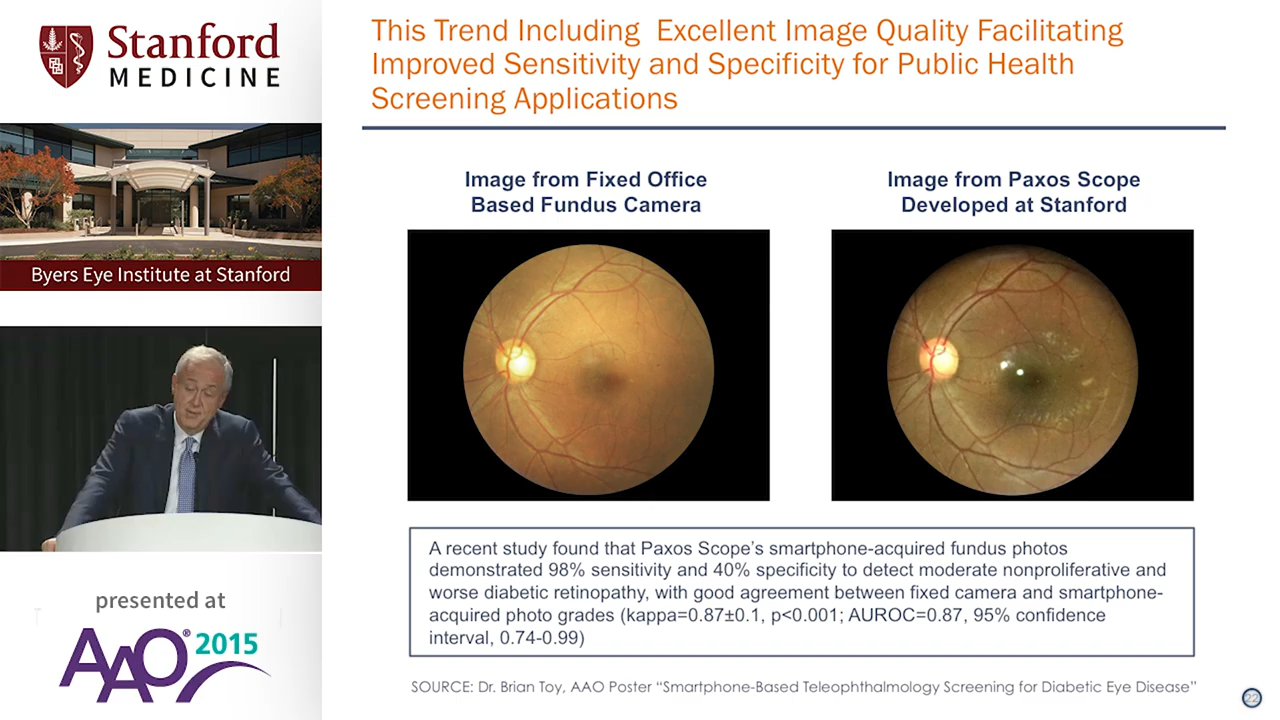 Stanford
MEDICINE
Byers Eye Institute at Stanford
presented at
AAO® 2015
This Trend Including  Excellent Image Quality Facilitating
Improved Sensitivity and Specificity for Public Health
Screening Applications
Image from Fixed Office
Based Fundus Camera
Image from Paxos Scope
Developed at Stanford
A recent study found that Paxos Scope’s smartphone-acquired fundus photos
demonstrated 98% sensitivity and 40% specificity to detect moderate nonproliferative and
worse diabetic retinopathy, with good agreement between fixed camera and smartphone-
acquired photo grades (kappa=0.87±0.1, p<0.001; AUROC=0.87, 95% confidence
interval, 0.74-0.99)
SOURCE: Dr. Brian Toy, AAO Poster “Smartphone-Based Teleophthalmology Screening for Diabetic Eye Disease”
22